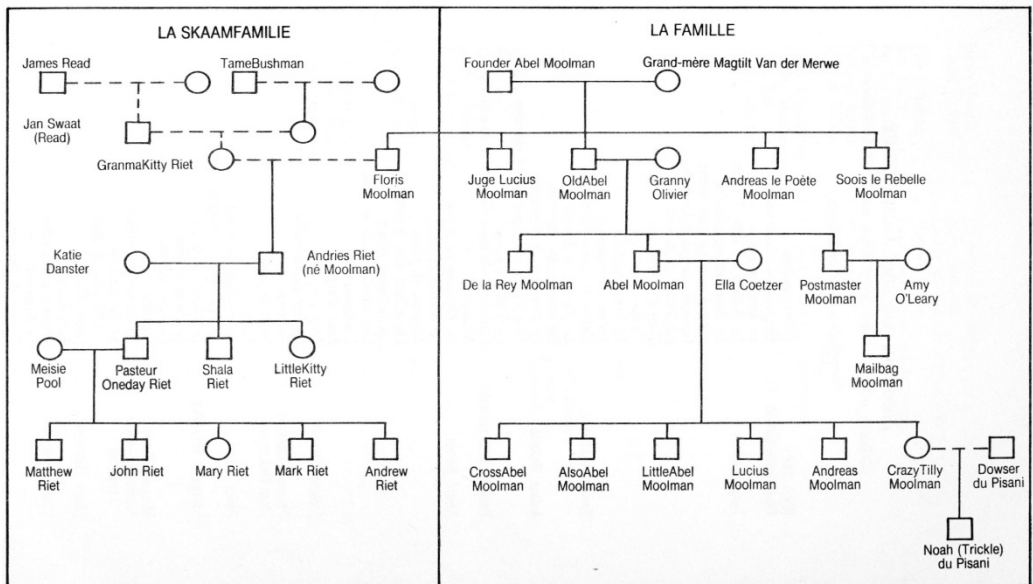 LA SKAAMFAMILIE
James Read
TameBushman
Jan Swaat
(Read)
GranmaKitty Riet
Katie
Danster
Andries Riet
(né Moolman)
Meisie
Pool
Pasteur
Oneday Riet
Shala
Riet
LittleKitty
Riet
Matthew
Riet
John Riet
Mary Riet
Mark Riet
Andrew
Riet
LA FAMILLE
Founder Abel Moolman
Grand-mère Magtilt Van der Merwe
Floris
Moolman
Juge Lucius
Moolman
OldAbel
Moolman
Granny
Olivier
Andreas le Poète
Moolman
Soois le Rebelle
Moolman
De la Rey Moolman
Abel Moolman
Ella Coetzer
Postmaster
Moolman
Amy
O'Leary
Mailbag
Moolman
CrossAbel
Moolman
AlsoAbel
Moolman
LittleAbel
Moolman
Lucius
Moolman
Andreas
Moolman
CrazyTilly
Moolman
Dowser
du Pisani
Noah (Trickle)
du Pisani